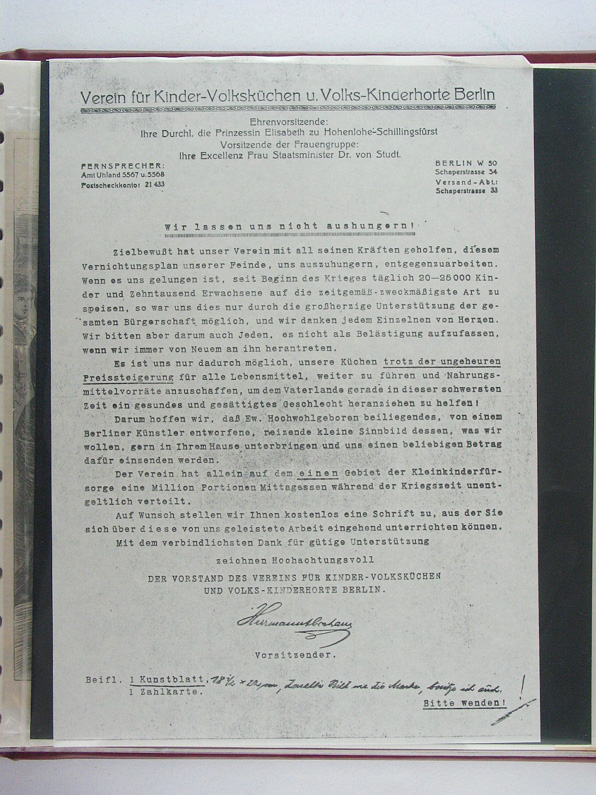 Verein für Kinder-Volksküchen u. Volks-Kinderhorte Berlin
Ehrenvorsitzende:
Ihre Durchl. die Prinzessin Elisabeth zu Hohenlohe-Schillingsfürst
Vorsitzende der Frauengruppe:
Ihre Excellenz Frau Staatsminister Dr. von Studt.
FERNSPRECHER:
Amt Uhland 5567 u. 5568
Postscheckkonto: 21 433
BERLIN W 50
Schaperstrasse 34
Versand-Abt.:
Schaperstrasse 33
Wir lassen uns nicht aushungern!
Zielbewußt hat unser Verein mit all seinen Kräften geholfen, diesem
Vernichtungsplan unserer Feinde, uns auszuhungern, entgegenzuarbeiten.
Wenn es uns gelungen ist, seit Beginn des Krieges täglich 20—25000 Kin-
der und Zehntausend Erwachsene auf die zeitgemäß-zweckmäßigste Art zu
speisen, so war uns dies nur durch die großherzige Unterstützung der ge-
samten Bürgerschaft möglich, und wir danken jedem Einzelnen von Herzen.
Wir bitten aber darum auch Jeden, es nicht als Belästigung aufzufassen,
wenn wir immer von Neuem an ihn herantreten.
Es ist uns nur dadurch möglich, unsere Küchen trotz der ungeheuren
Preissteigerung für alle Lebensmittel, weiter zu führen und Nahrungs-
mittelvorräte anzuschaffen, um dem Vaterlande gerade in dieser schwersten
Zeit ein gesundes und gesättigtes Geschlecht heranziehen zu helfen!
Darum hoffen wir, daß Ew. Hochwohlgeboren beiliegendes, von einem
Berliner Künstler entworfene, reizende kleine Sinnbild dessen, was wir
wollen, gern in Ihrem Hause unterbringen und uns einen beliebigen Betrag
dafür einsenden werden.
Der Verein hat allein auf dem einen Gebiet der Kleinkinderfür-
sorge eine Million Portionen Mittagessen während der Kriegszeit unent-
geltlich verteilt.
Auf Wunsch stellen wir Ihnen kostenlos eine Schrift zu, aus der Sie
sich über diese von uns geleistete Arbeit eingehend unterrichten können.
Mit dem verbindlichsten Dank für gütige Unterstützung
zeichnen Hochachtungsvoll
DER VORSTAND DES VEREINS FÜR KINDER-VOLKSKÜCHEN
UND VOLKS-KINDERHORTE BERLIN.
Vorsitzender.
Beifl. 1 Kunstblatt, 18 ½ × 22 cm, Dasselbe Bild wie die Marke, besitze ich auch.
1 Zahlkarte.
Bitte wenden!